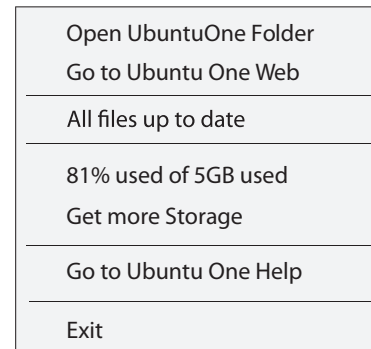 Open UbuntuOne Folder
Go to Ubuntu One Web
All files up to date
81% used of 5GB used
Get more Storage
Go to Ubuntu One Help
Exit